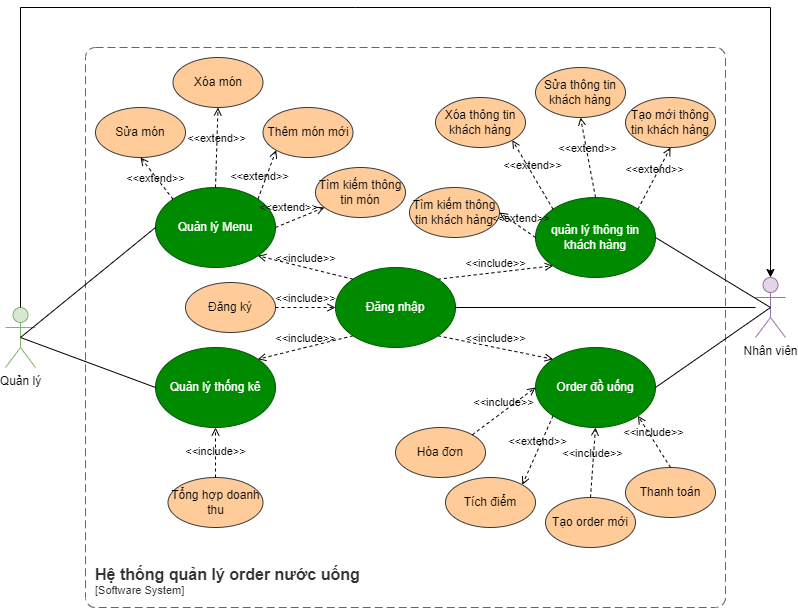 Xóa món
Sửa món
Thêm món mới
Tìm kiếm thông
tin món
<<extend>>
<<extend>>
<<extend>>
<<extend>>
Quản lý Menu
Sửa thông tin
khách hàng
Xóa thông tin
khách hàng
Tạo mới thông
tin khách hàng
Tìm kiếm thông
tin khách hàng
<<extend>>
<<extend>>
<<extend>>
<<extend>>
quản lý thông tin
khách hàng
<<include>>
<<include>>
Đăng ký
<<include>>
Đăng nhập
<<include>>
<<include>>
Quản lý
Nhân viên
Quản lý thống kê
<<include>>
Tổng hợp doanh
thu
Order đồ uống
<<include>>
<<extend>>
<<include>>
<<include>>
Hóa đơn
Tích điểm
Tạo order mới
Thanh toán
Hệ thống quản lý order nước uống
[Software System]